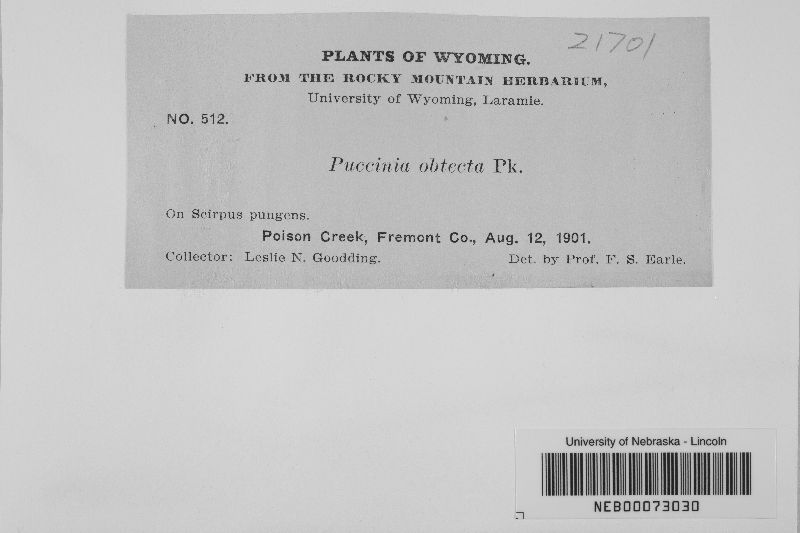 21701
PLANTS OF WYOMING.
FROM THE ROCKY MOUNTAIN HERBARIUM,
University of Wyoming, Laramie.
NO. 512.
Puccinia obtecta Pk.
On Scirpus pungens.
Poison Creek, Fremont Co., Aug. 12, 1901.
Collector: Leslie N. Goodding. Det. by Prof. F. S. Earle.
University of Nebraska - Lincoln
NEB00073030